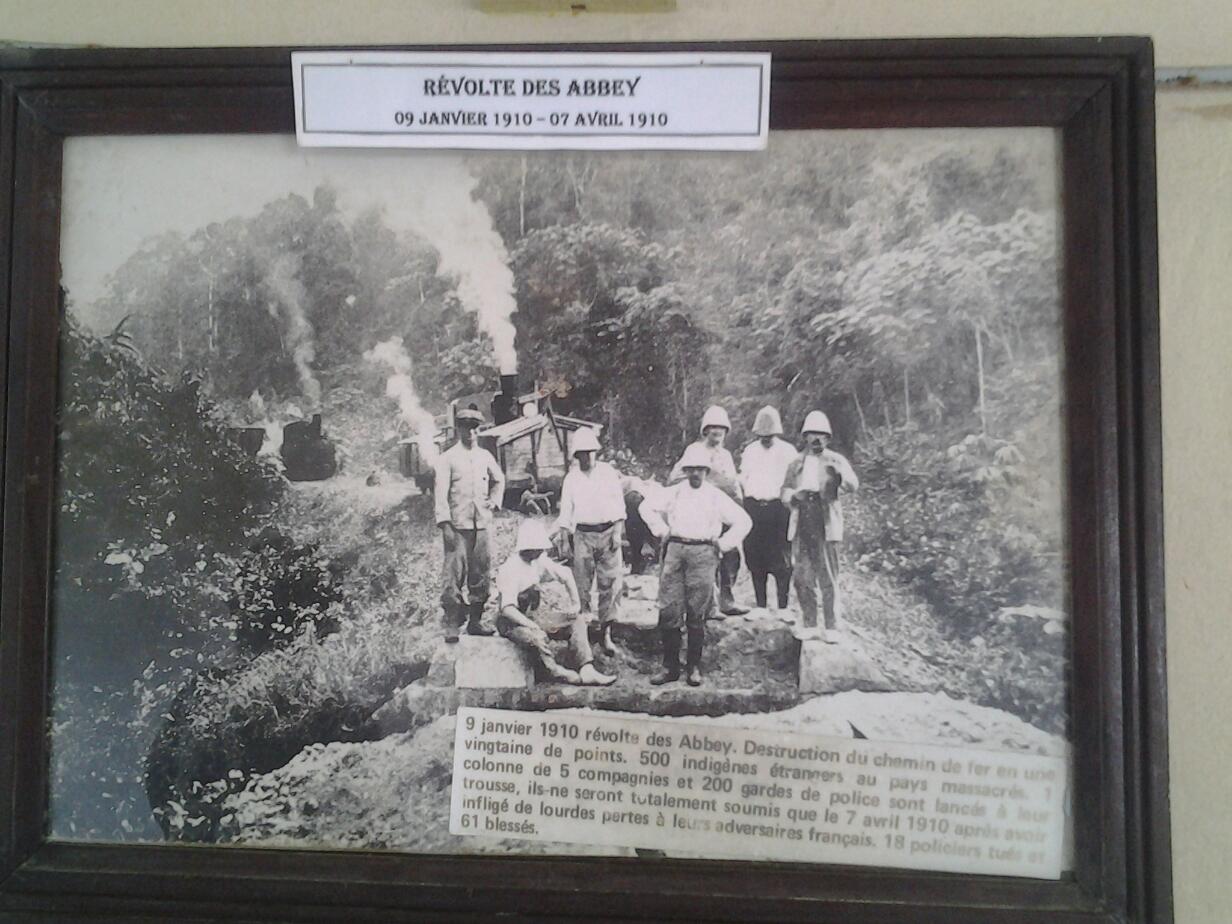 RÉVOLTE DES ABBEY
09 JANVIER 1910 – 07 AVRIL 1910
9 janvier 1910 révolte des Abbey. Destruction du chemin de fer en une
vingtaine de points. 500 indigènes étrangers au pays massacrés. 1
colonne de 5 compagnies et 200 gardes de police sont lancés à leur
trousse, ils-ne seront totalement soumis que le 7 avril 1910 après avoir
infligé de lourdes pertes à leurs adversaires français. 18 policiers tués et
61 blessés.